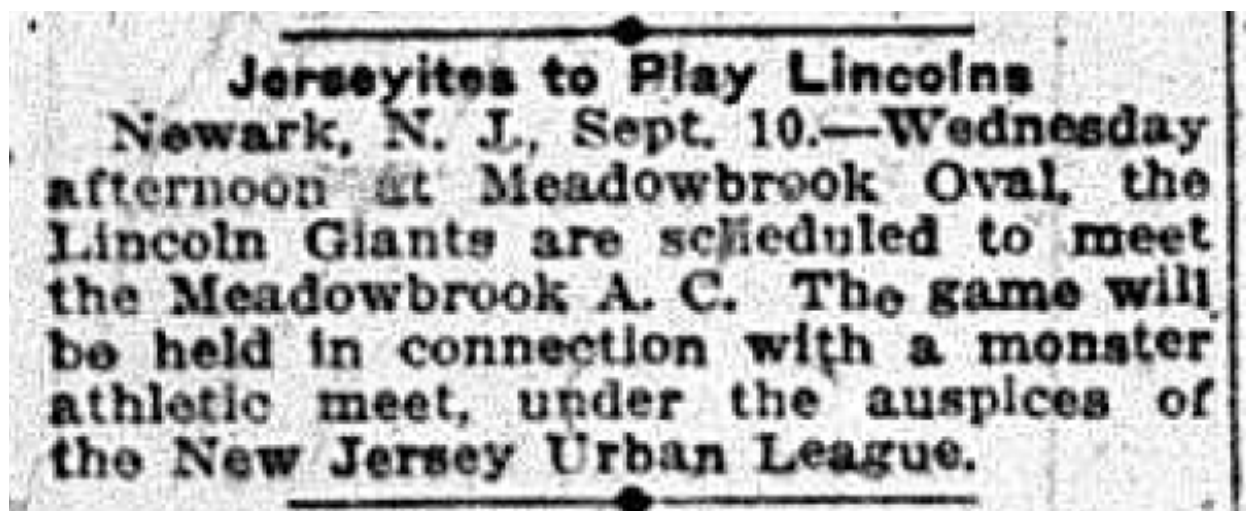 Jerseyites to Play Lincolns
Newark, N. J., Sept. 10.—Wednesday
afternoon at Meadowbrook Oval, the
Lincoln Giants are scheduled to meet
the Meadowbrook A. C. The game will
be held in connection with a monster
athletic meet, under the auspices of
the New Jersey Urban League.